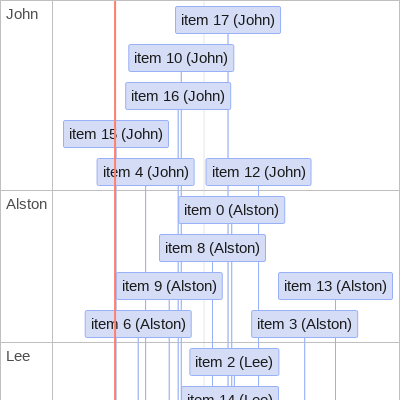 John
item 17 (John)
item 10 (John)
item 16 (John)
item 15 (John)
item 4 (John)
item 12 (John)
Alston
item 0 (Alston)
item 8 (Alston)
item 9 (Alston)
item 13 (Alston)
item 6 (Alston)
item 3 (Alston)
Lee
item 2 (Lee)
item 14 (Lee)